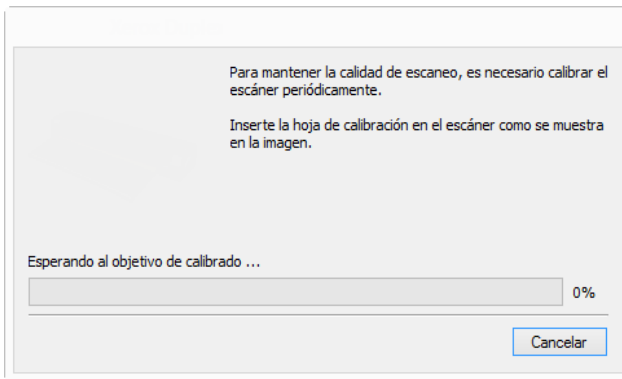 Para mantener la calidad de escaneo, es necesario calibrar el
escáner periódicamente.
Inserte la hoja de calibración en el escáner como se muestra
en la imagen.
Esperando al objetivo de calibrado ...
0%
Cancelar